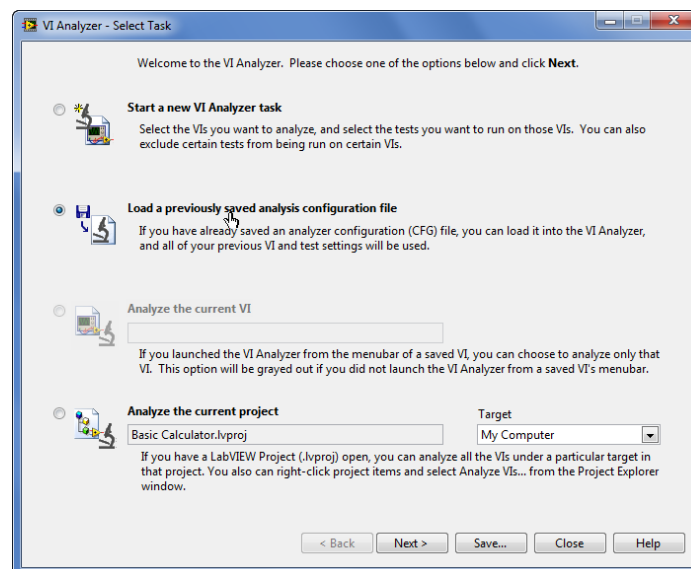 VI Analyzer - Select Task
Welcome to the VI Analyzer. Please choose one of the options below and click Next.
Start a new VI Analyzer task
Select the VIs you want to analyze, and select the tests you want to run on those VIs. You can also
exclude certain tests from being run on certain VIs.
Load a previously saved analysis configuration file
If you have already saved an analyzer configuration (CFG) file, you can load it into the VI Analyzer,
and all of your previous VI and test settings will be used.
Analyze the current VI
If you launched the VI Analyzer from the menubar of a saved VI, you can choose to analyze only that
VI. This option will be grayed out if you did not launch the VI Analyzer from a saved VI's menubar.
Analyze the current project
Target
Basic Calculator.lvproj
My Computer
If you have a LabVIEW Project (.lvproj) open, you can analyze all the VIs under a particular target in
that project. You also can right-click project items and select Analyze VIs... from the Project Explorer
window.
< Back
Next >
Save...
Close
Help